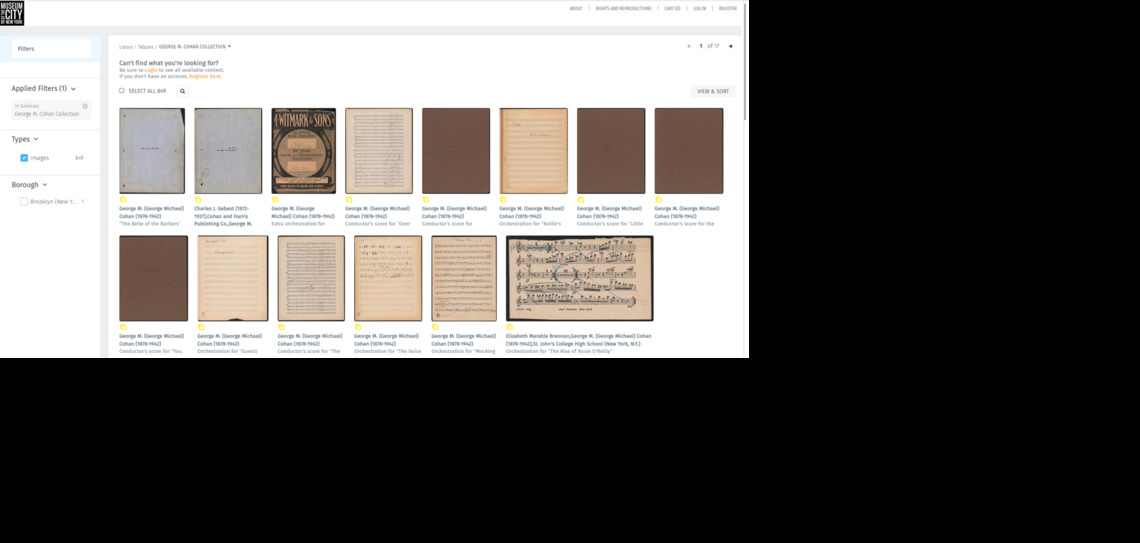 MUSEUM
OF THE
CITY
OF NEW YORK
ABOUT | RIGHTS AND REPRODUCTIONS | CART (0) | LOG IN | REGISTER
Filters
Applied Filters (1)
In Galleries
George M. Cohan Collection
Types
Images 849
Borough
Brooklyn (New Y... 1
Library / *Albums / GEORGE M. COHAN COLLECTION
1 of 17
Can't find what you're looking for?
Be sure to Login to see all available content.
If you don't have an account, Register here.
SELECT ALL 849
VIEW & SORT
M. WITMARK & SONS
George M. (George Michael)
Cohan (1878-1942)
"The Belle of the Barbers'
Charles J. Gebest (1872-
1937),Cohan and Harris
Publishing Co.,George M.
George M. (George
Michael) Cohan (1878-1942)
Extra orchestration for
George M. (George Michael)
Cohan (1878-1942)
Conductor's score for "Over
George M. (George Michael)
Cohan (1878-1942)
Conductor's score for
George M. (George Michael)
Cohan (1878-1942)
Orchestration for "Nellie's
George M. (George Michael)
Cohan (1878-1942)
Conductor's score for "Little
George M. (George Michael)
Cohan (1878-1942)
Conductor's score for the
George M. (George Michael)
Cohan (1878-1942)
Conductor's score for "You
George M. (George Michael)
Cohan (1878-1942)
Orchestration for "Guests
George M. (George Michael)
Cohan (1878-1942)
Conductor's score for "The
George M. (George Michael)
Cohan (1878-1942)
Orchestration for "The Voice
George M. (George Michael)
Cohan (1878-1942)
Orchestration for "Mocking
Elizabeth Marable Brennan,George M. (George Michael) Cohan
(1878-1942),St. John's College High School (New York, N.Y.)
Orchestration for "The Rise of Rosie O'Reilly"